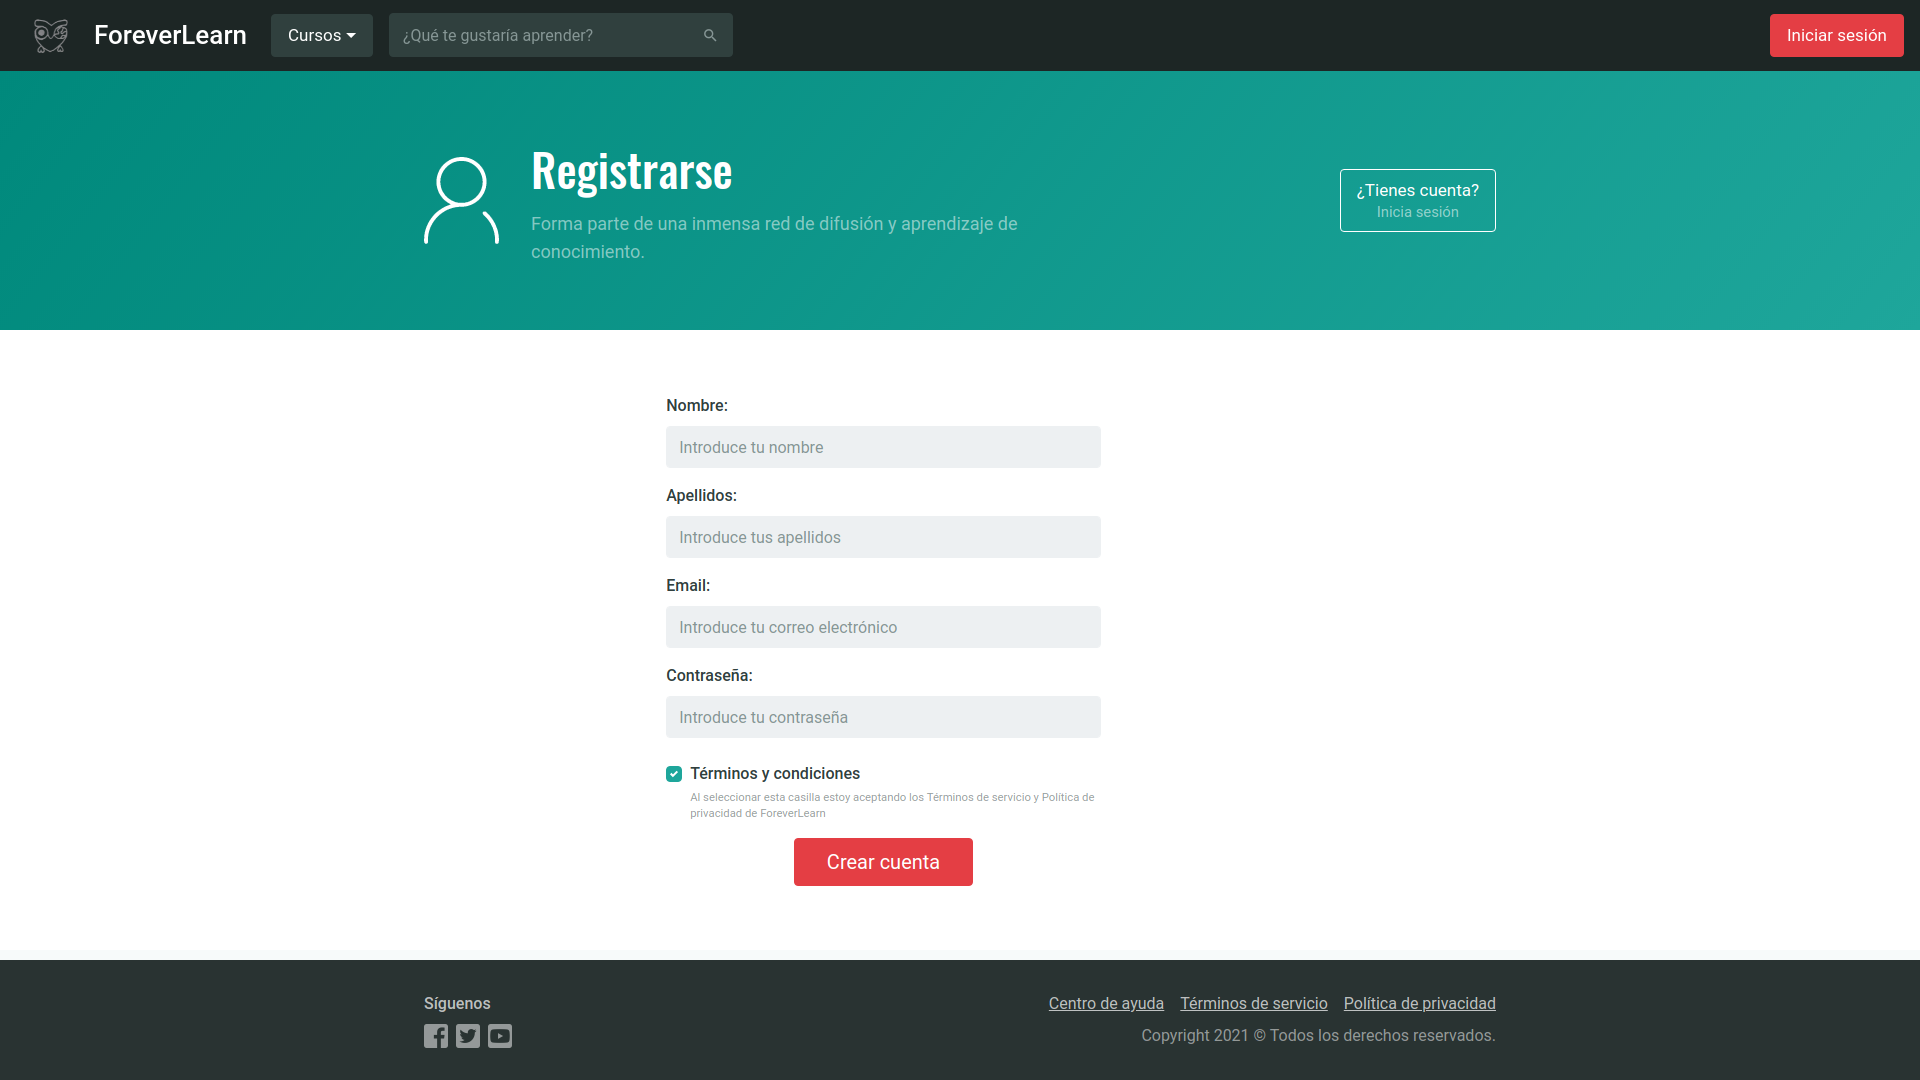 ForeverLearn
Cursos
¿Qué te gustaría aprender?
Iniciar sesión
Registrarse
Forma parte de una inmensa red de difusión y aprendizaje de
conocimiento.
¿Tienes cuenta?
Inicia sesión
Nombre:
Introduce tu nombre
Apellidos:
Introduce tus apellidos
Email:
Introduce tu correo electrónico
Contraseña:
Introduce tu contraseña
Términos y condiciones
Al seleccionar esta casilla estoy aceptando los Términos de servicio y Política de
privacidad de ForeverLearn
Crear cuenta
Síguenos
Centro de ayuda Términos de servicio Política de privacidad
Copyright 2021 © Todos los derechos reservados.